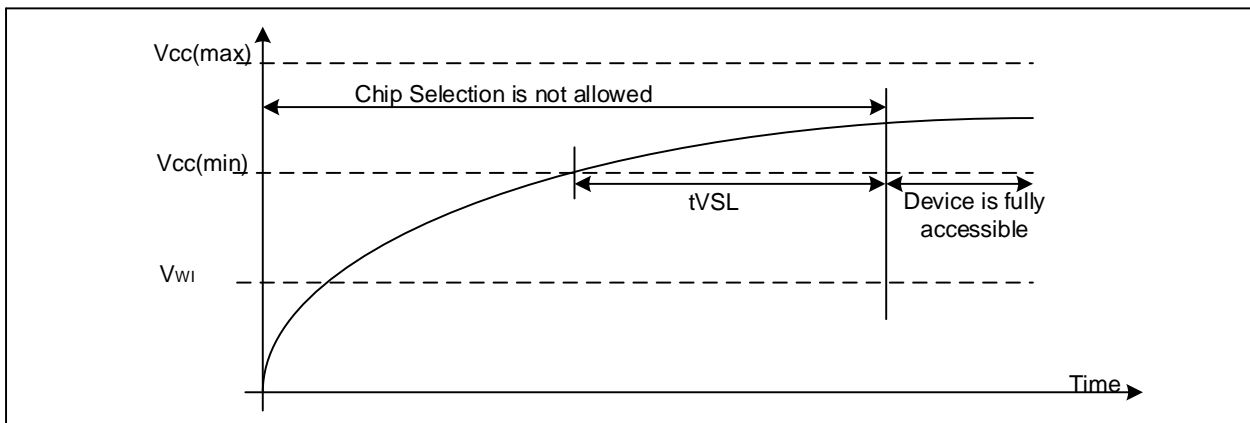 Vcc(max)
Chip Selection is not allowed
Vcc(min)
tVSL
Device is fully
accessible
VWI
Time